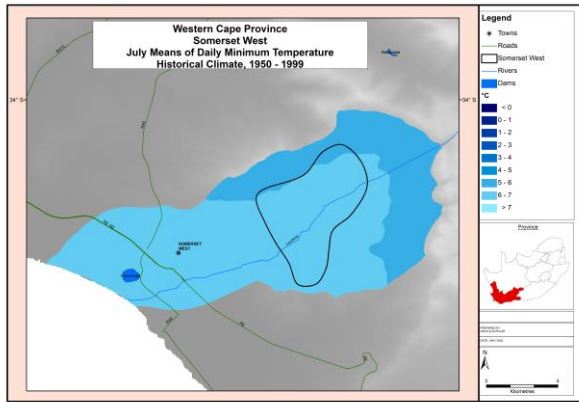 Western Cape Province
Somerset West
July Means of Daily Minimum Temperature
Historical Climate, 1950 - 1999
34° S
34° S
SOMERSET
WEST
Legend
Towns
Roads
Somerset West
Rivers
Dams
°C
< 0
0 - 1
1 - 2
2 - 3
3 - 4
4 - 5
5 - 6
6 - 7
> 7
Province
N
Kilometres